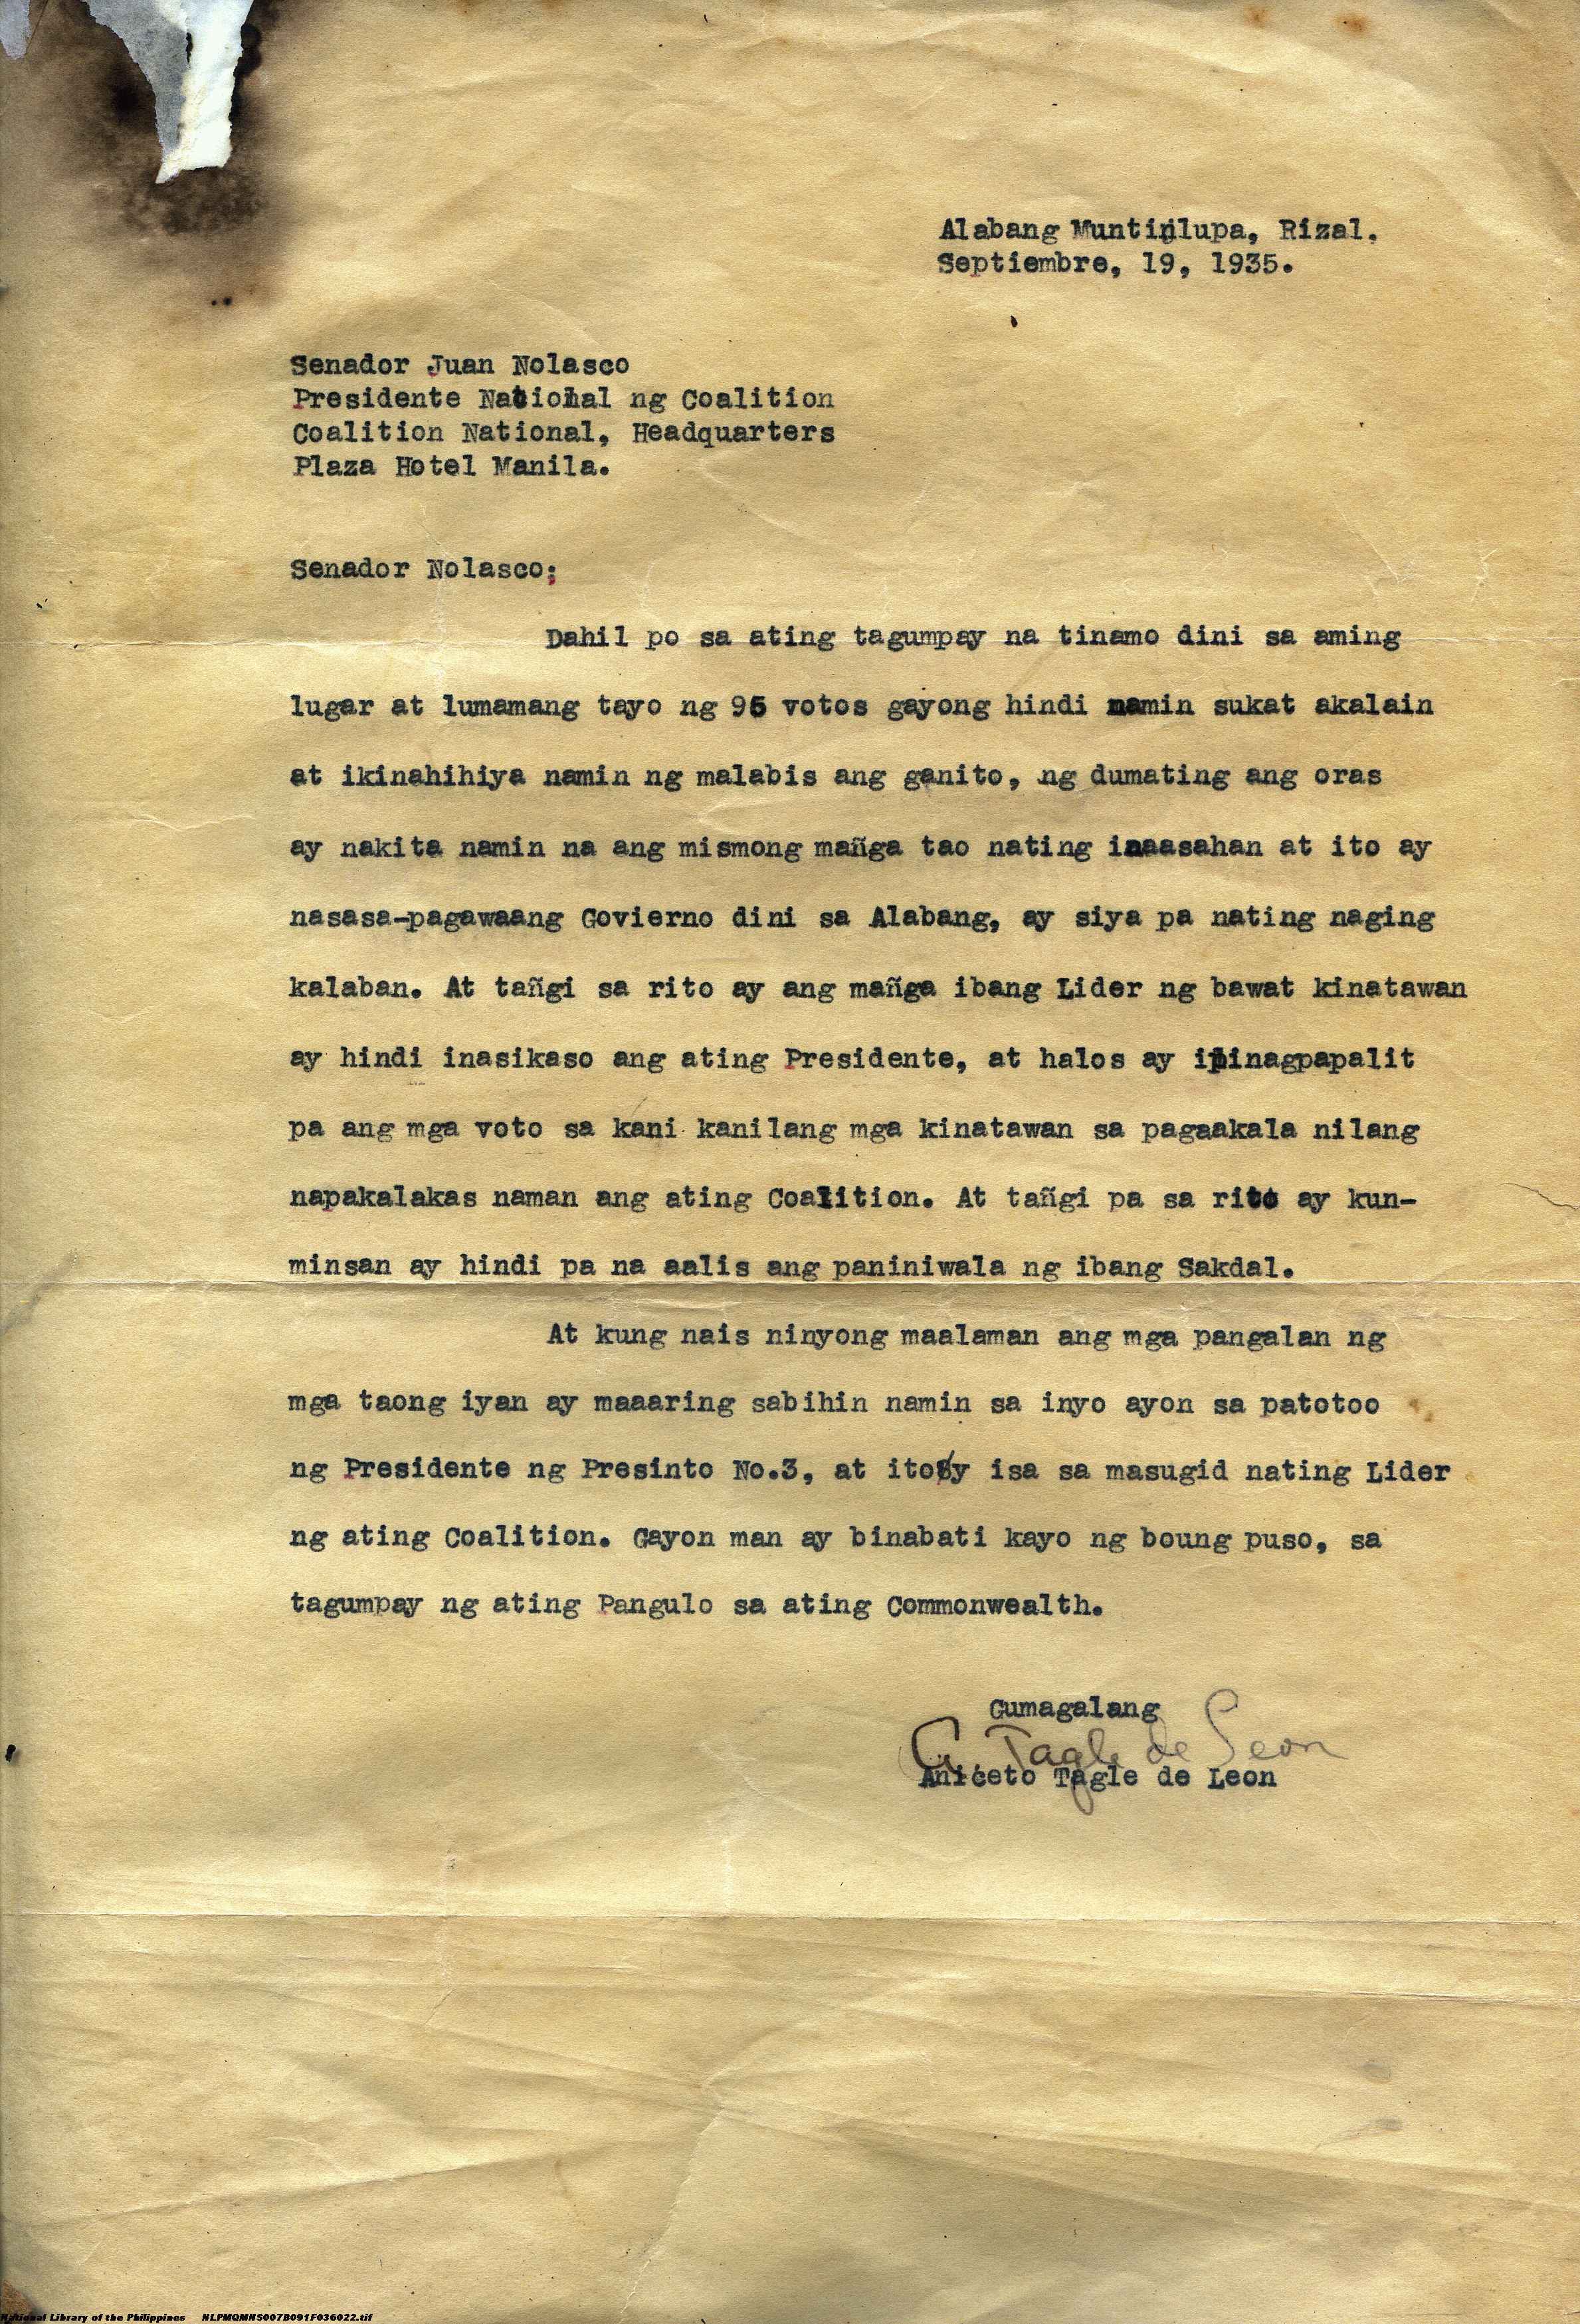 Alabang Muntinlupa, Rizal.
Septiembre, 19, 1935.
Senador Juan Nolasco
Presidente National ng Coalition
Coalition National, Headquarters
Plaza Hotel Manila.
Senador Nolasco:
Dahil po sa ating tagumpay na tinamo dini sa aming
lugar at lumamang tayo ng 95 votos gayong hindi namin sukat akalain
at ikinahihiya namin ng malabis ang ganito, ng dumating ang oras
ay nakita namin na ang mismong mañga tao nating inaasahan at ito ay
nasasa-pagawaang Govierno dini sa Alabang, ay siya pa nating naging
kalaban. At tañgi sa rito ay ang mañga ibang Lider ng bawat kinatawan
ay hindi inasikaso ang ating Presidente, at halos ay ipinagpapalit
pa ang mga voto sa kani kanilang mga kinatawan sa pagaakala nilang
napakalakas naman ang ating Coalition. At tañgi pa sa rito ay kun-
minsan ay hindi pa na aalis ang paniniwala ng ibang Sakdal.
At kung nais ninyong maalaman ang mga pangalan ng
mga taong iyan ay maaaring sabihin namin sa inyo ayon sa patotoo
ng Presidente ng Presinto No.3, at ito'y isa sa masugid nating Lider
ng ating Coalition. Gayon man ay binabati kayo ng boung puso, sa
tagumpay ng ating Pangulo sa ating Commonwealth.
Gumagalang
A. Tagle de Leon
Aniceto Tagle de Leon
National Library of the Philippines NLPMQMNS007B091F036022.tif